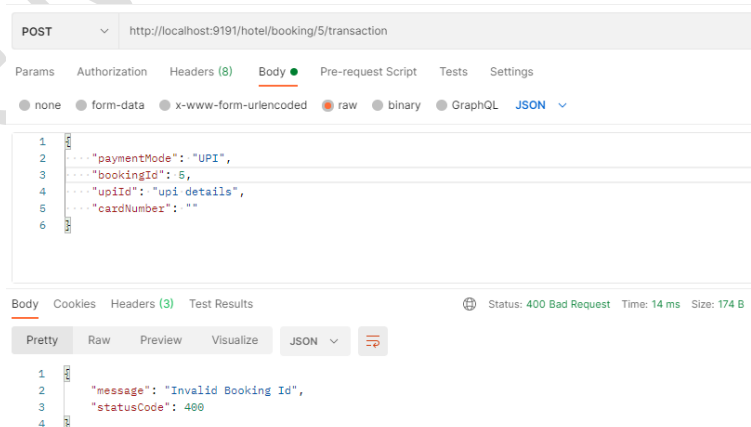 POST http://localhost:9191/hotel/booking/5/transaction
Params Authorization Headers (8) Body Pre-request Script Tests Settings
none form-data x-www-form-urlencoded raw binary GraphQL JSON
1 {
2 "paymentMode": "UPI",
3 "bookingId": 5,
4 "upiId": "upi details",
5 "cardNumber": ""
6 }
Body Cookies Headers (3) Test Results Status: 400 Bad Request Time: 14 ms Size: 174 B
Pretty Raw Preview Visualize JSON
1 {
2 "message": "Invalid Booking Id",
3 "statusCode": 400
4 }